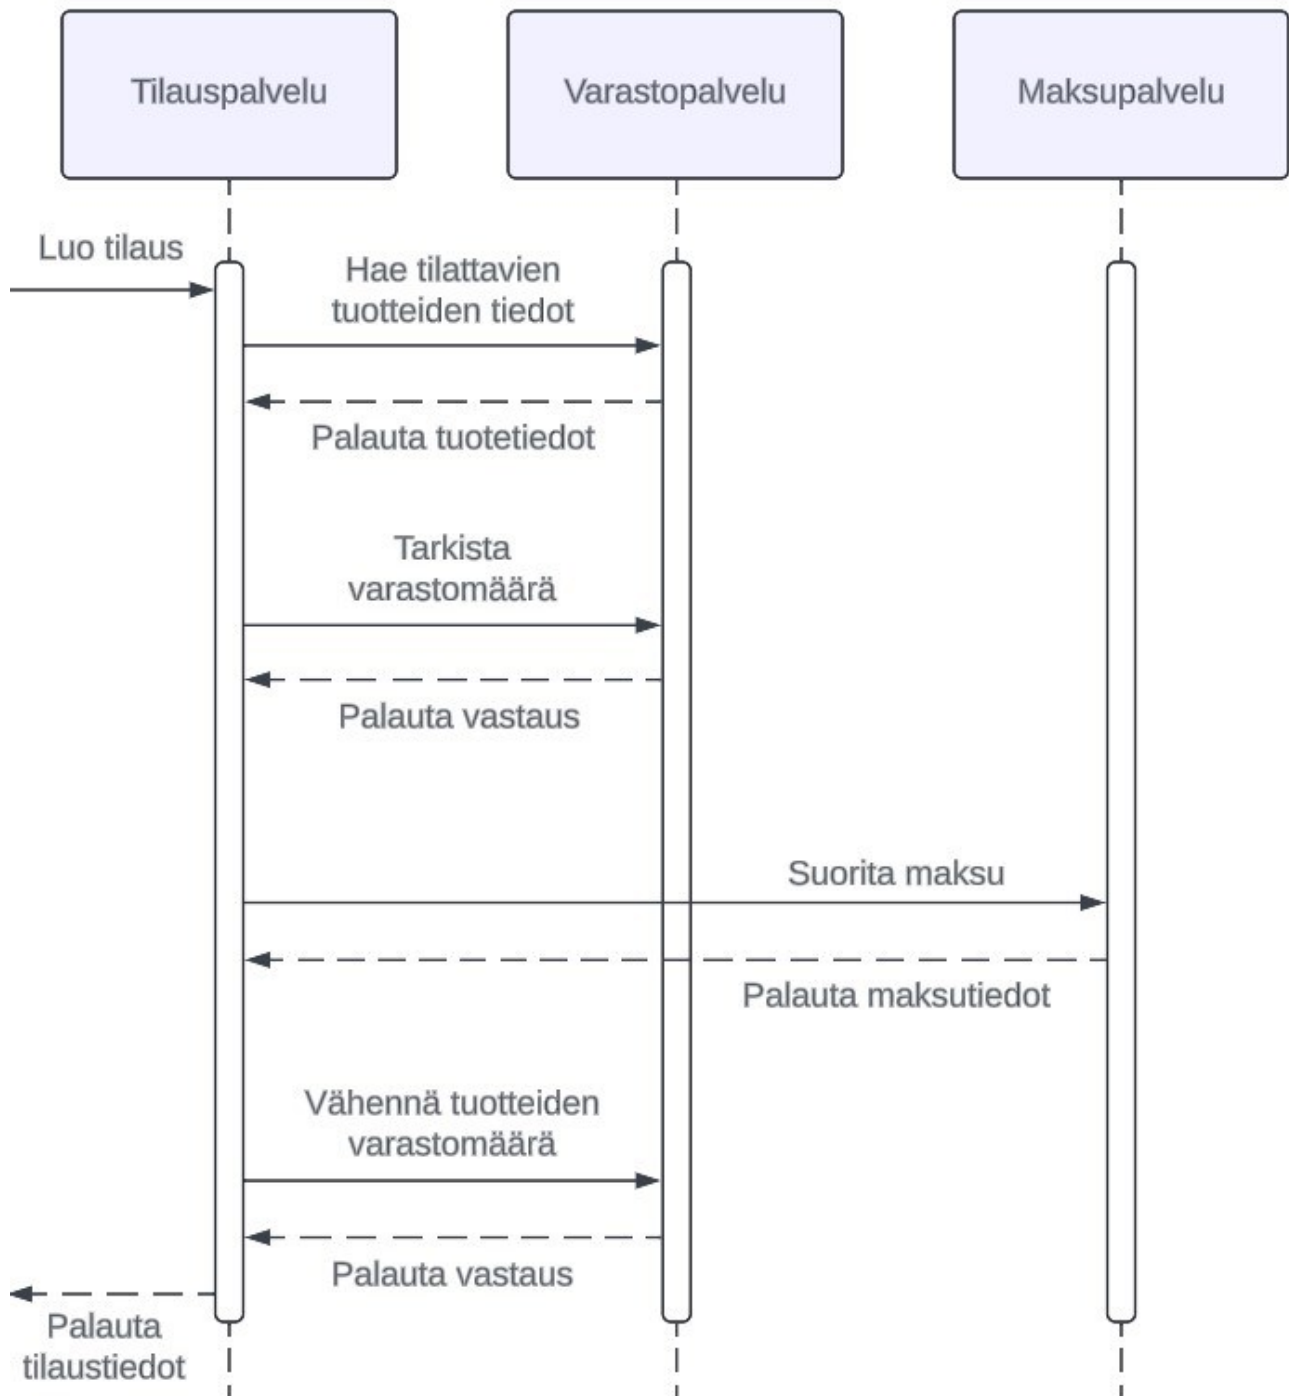 Tilauspalvelu
Varastopalvelu
Maksupalvelu
Luo tilaus
Hae tilattavien
tuotteiden tiedot
Palauta tuotetiedot
Tarkista
varastomäärä
Palauta vastaus
Suorita maksu
Palauta maksutiedot
Vähennä tuotteiden
varastomäärä
Palauta vastaus
Palauta
tilaustiedot